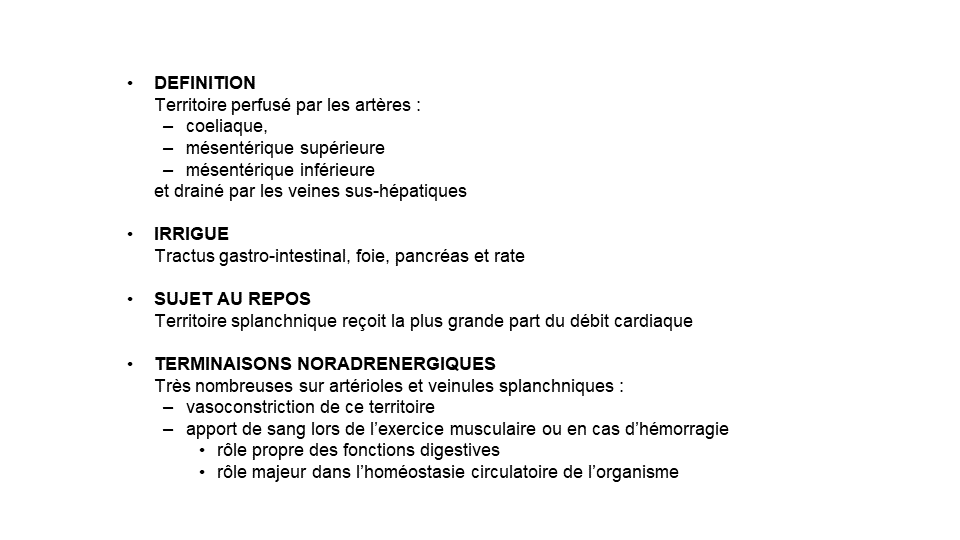 • DEFINITION
Territoire perfusé par les artères :
– coeliaque,
– mésentérique supérieure
– mésentérique inférieure
et drainé par les veines sus-hépatiques
• IRRIGUE
Tractus gastro-intestinal, foie, pancréas et rate
• SUJET AU REPOS
Territoire splanchnique reçoit la plus grande part du débit cardiaque
• TERMINAISONS NORADRENERGIQUES
Très nombreuses sur artérioles et veinules splanchniques :
– vasoconstriction de ce territoire
– apport de sang lors de l’exercice musculaire ou en cas d’hémorragie
• rôle propre des fonctions digestives
• rôle majeur dans l’homéostasie circulatoire de l’organisme